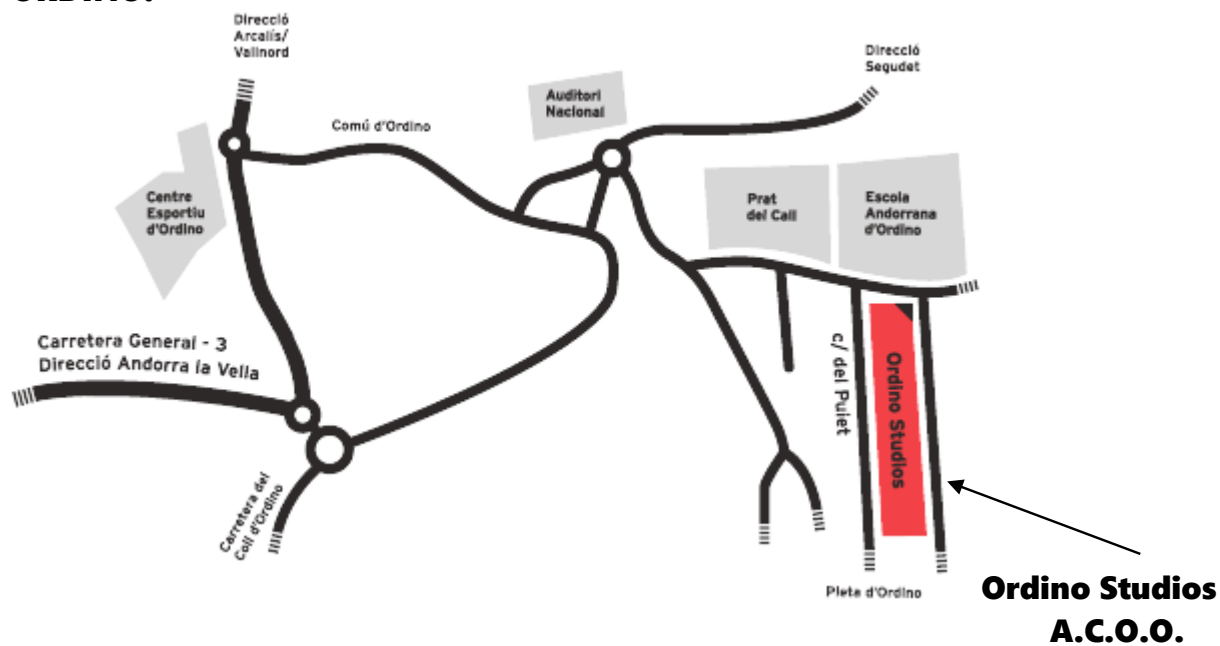 ORDINO:
Direcció
Arcalís/
Vallnord
Direcció
Segudet
Auditori
Nacional
Comú d'Ordino
Centre
Esportiu
d'Ordino
Prat
del Call
Escola
Andorrana
d'Ordino
Carretera General - 3
Direcció Andorra la Vella
c/ del Puiet
Ordino Studios
Carretera del
Coll d'Ordino
Pleta d'Ordino
Ordino Studios
A.C.O.O.